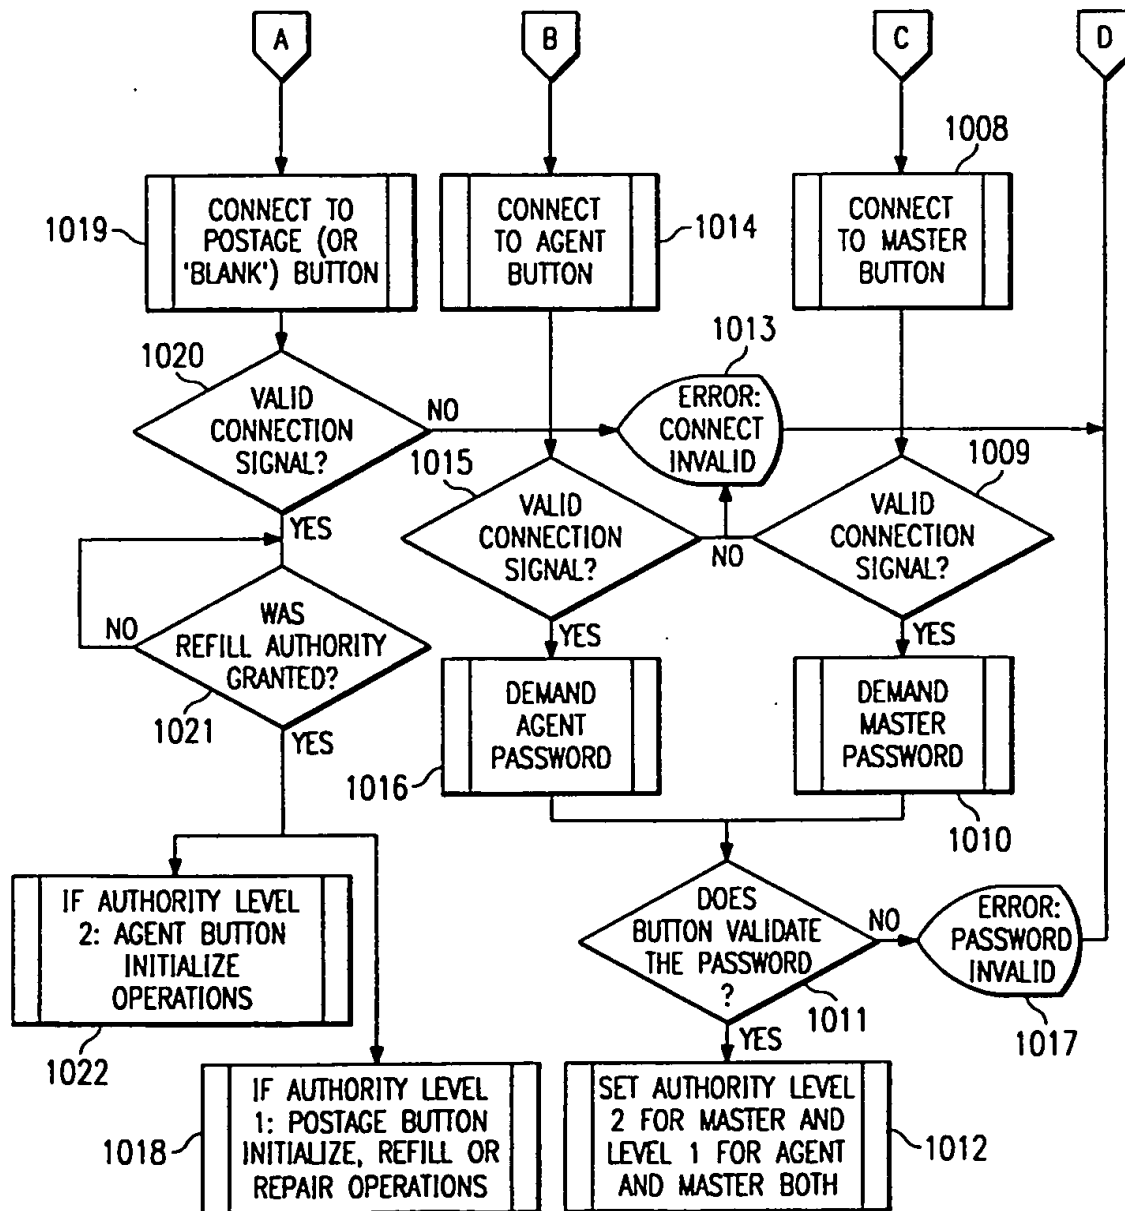 A
B
C
D
1008
1019
CONNECT TO
POSTAGE (OR
'BLANK') BUTTON
CONNECT
TO AGENT
BUTTON
1014
CONNECT
TO MASTER
BUTTON
1013
1020
VALID
CONNECTION
SIGNAL?
NO
ERROR:
CONNECT
INVALID
1015
VALID
CONNECTION
SIGNAL?
NO
1009
VALID
CONNECTION
SIGNAL?
YES
NO
WAS
REFILL AUTHORITY
GRANTED?
1021
YES
YES
YES
DEMAND
AGENT
PASSWORD
1016
DEMAND
MASTER
PASSWORD
1010
IF AUTHORITY LEVEL
2: AGENT BUTTON
INITIALIZE
OPERATIONS
1022
DOES
BUTTON VALIDATE
THE PASSWORD
?
1011
NO
ERROR:
PASSWORD
INVALID
1017
YES
1018
IF AUTHORITY LEVEL
1: POSTAGE BUTTON
INITIALIZE, REFILL OR
REPAIR OPERATIONS
SET AUTHORITY LEVEL
2 FOR MASTER AND
LEVEL 1 FOR AGENT
AND MASTER BOTH
1012